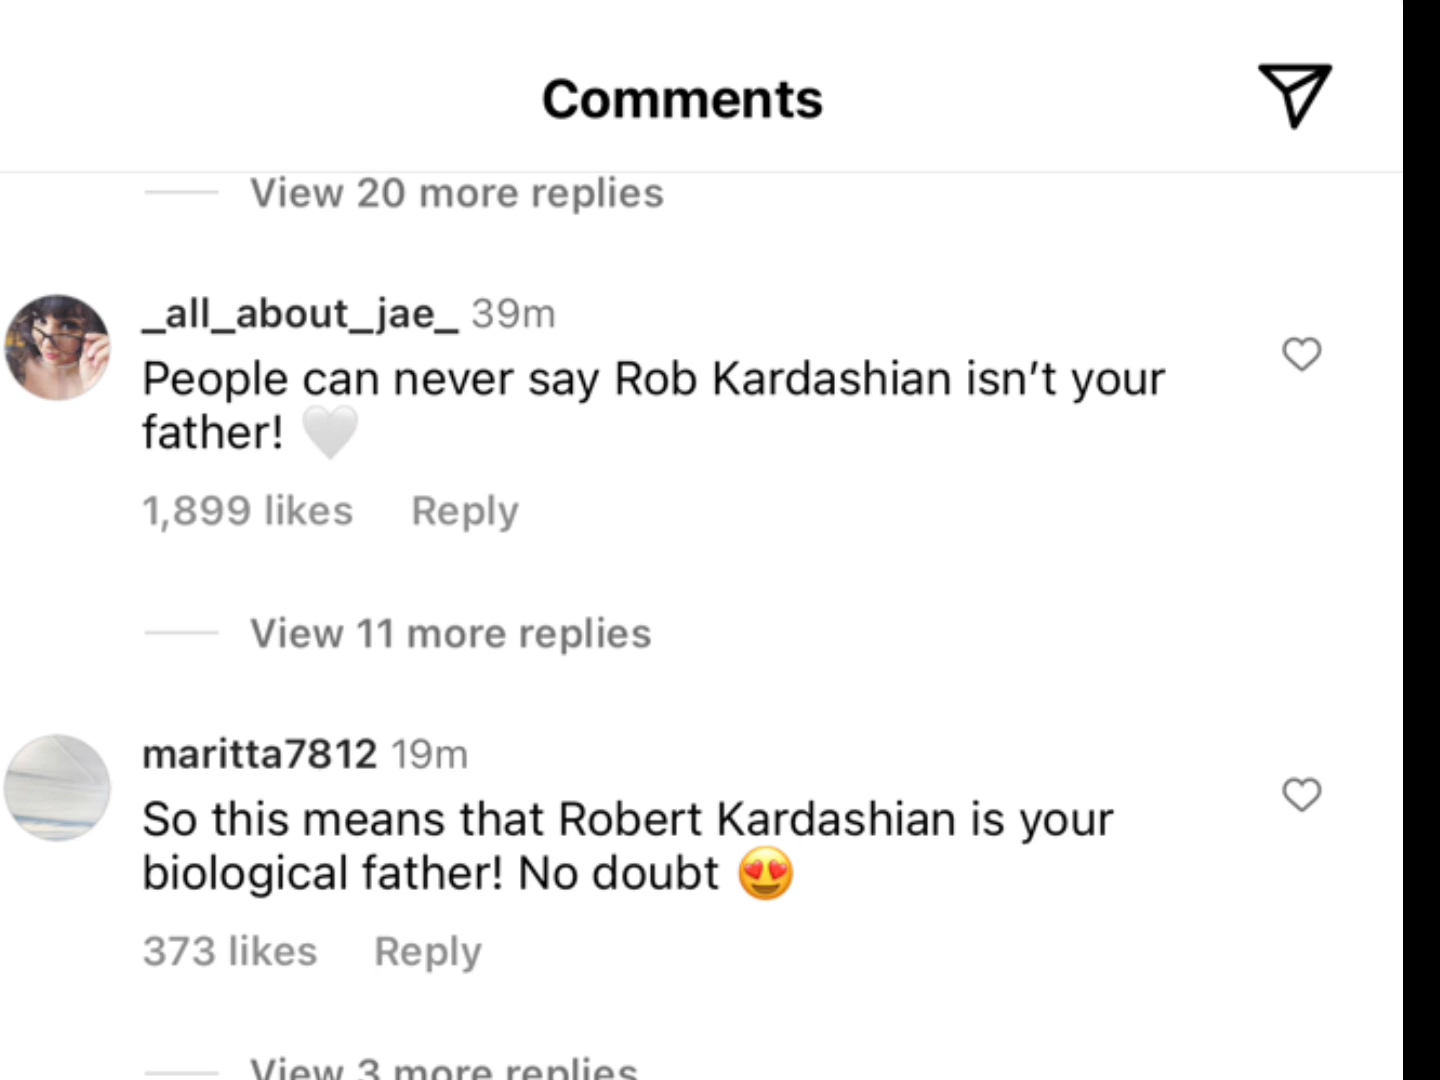 Comments
View 20 more replies
_all_about_jae_ 39m
People can never say Rob Kardashian isn't your
father! 🤍
1,899 likes Reply
View 11 more replies
maritta7812 19m
So this means that Robert Kardashian is your
biological father! No doubt 😍
373 likes Reply
View 3 more replies